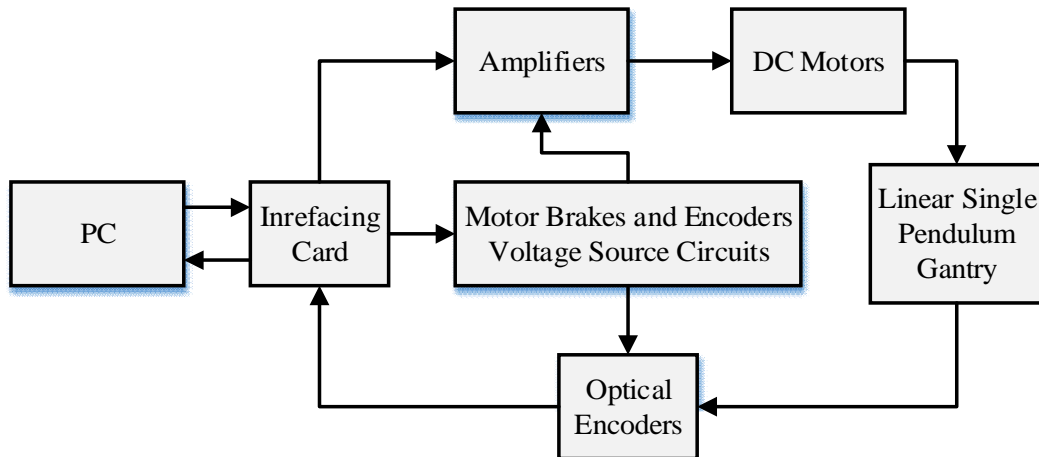 Amplifiers
DC Motors
PC
Inrefacing
Card
Motor Brakes and Encoders
Voltage Source Circuits
Linear Single
Pendulum
Gantry
Optical
Encoders